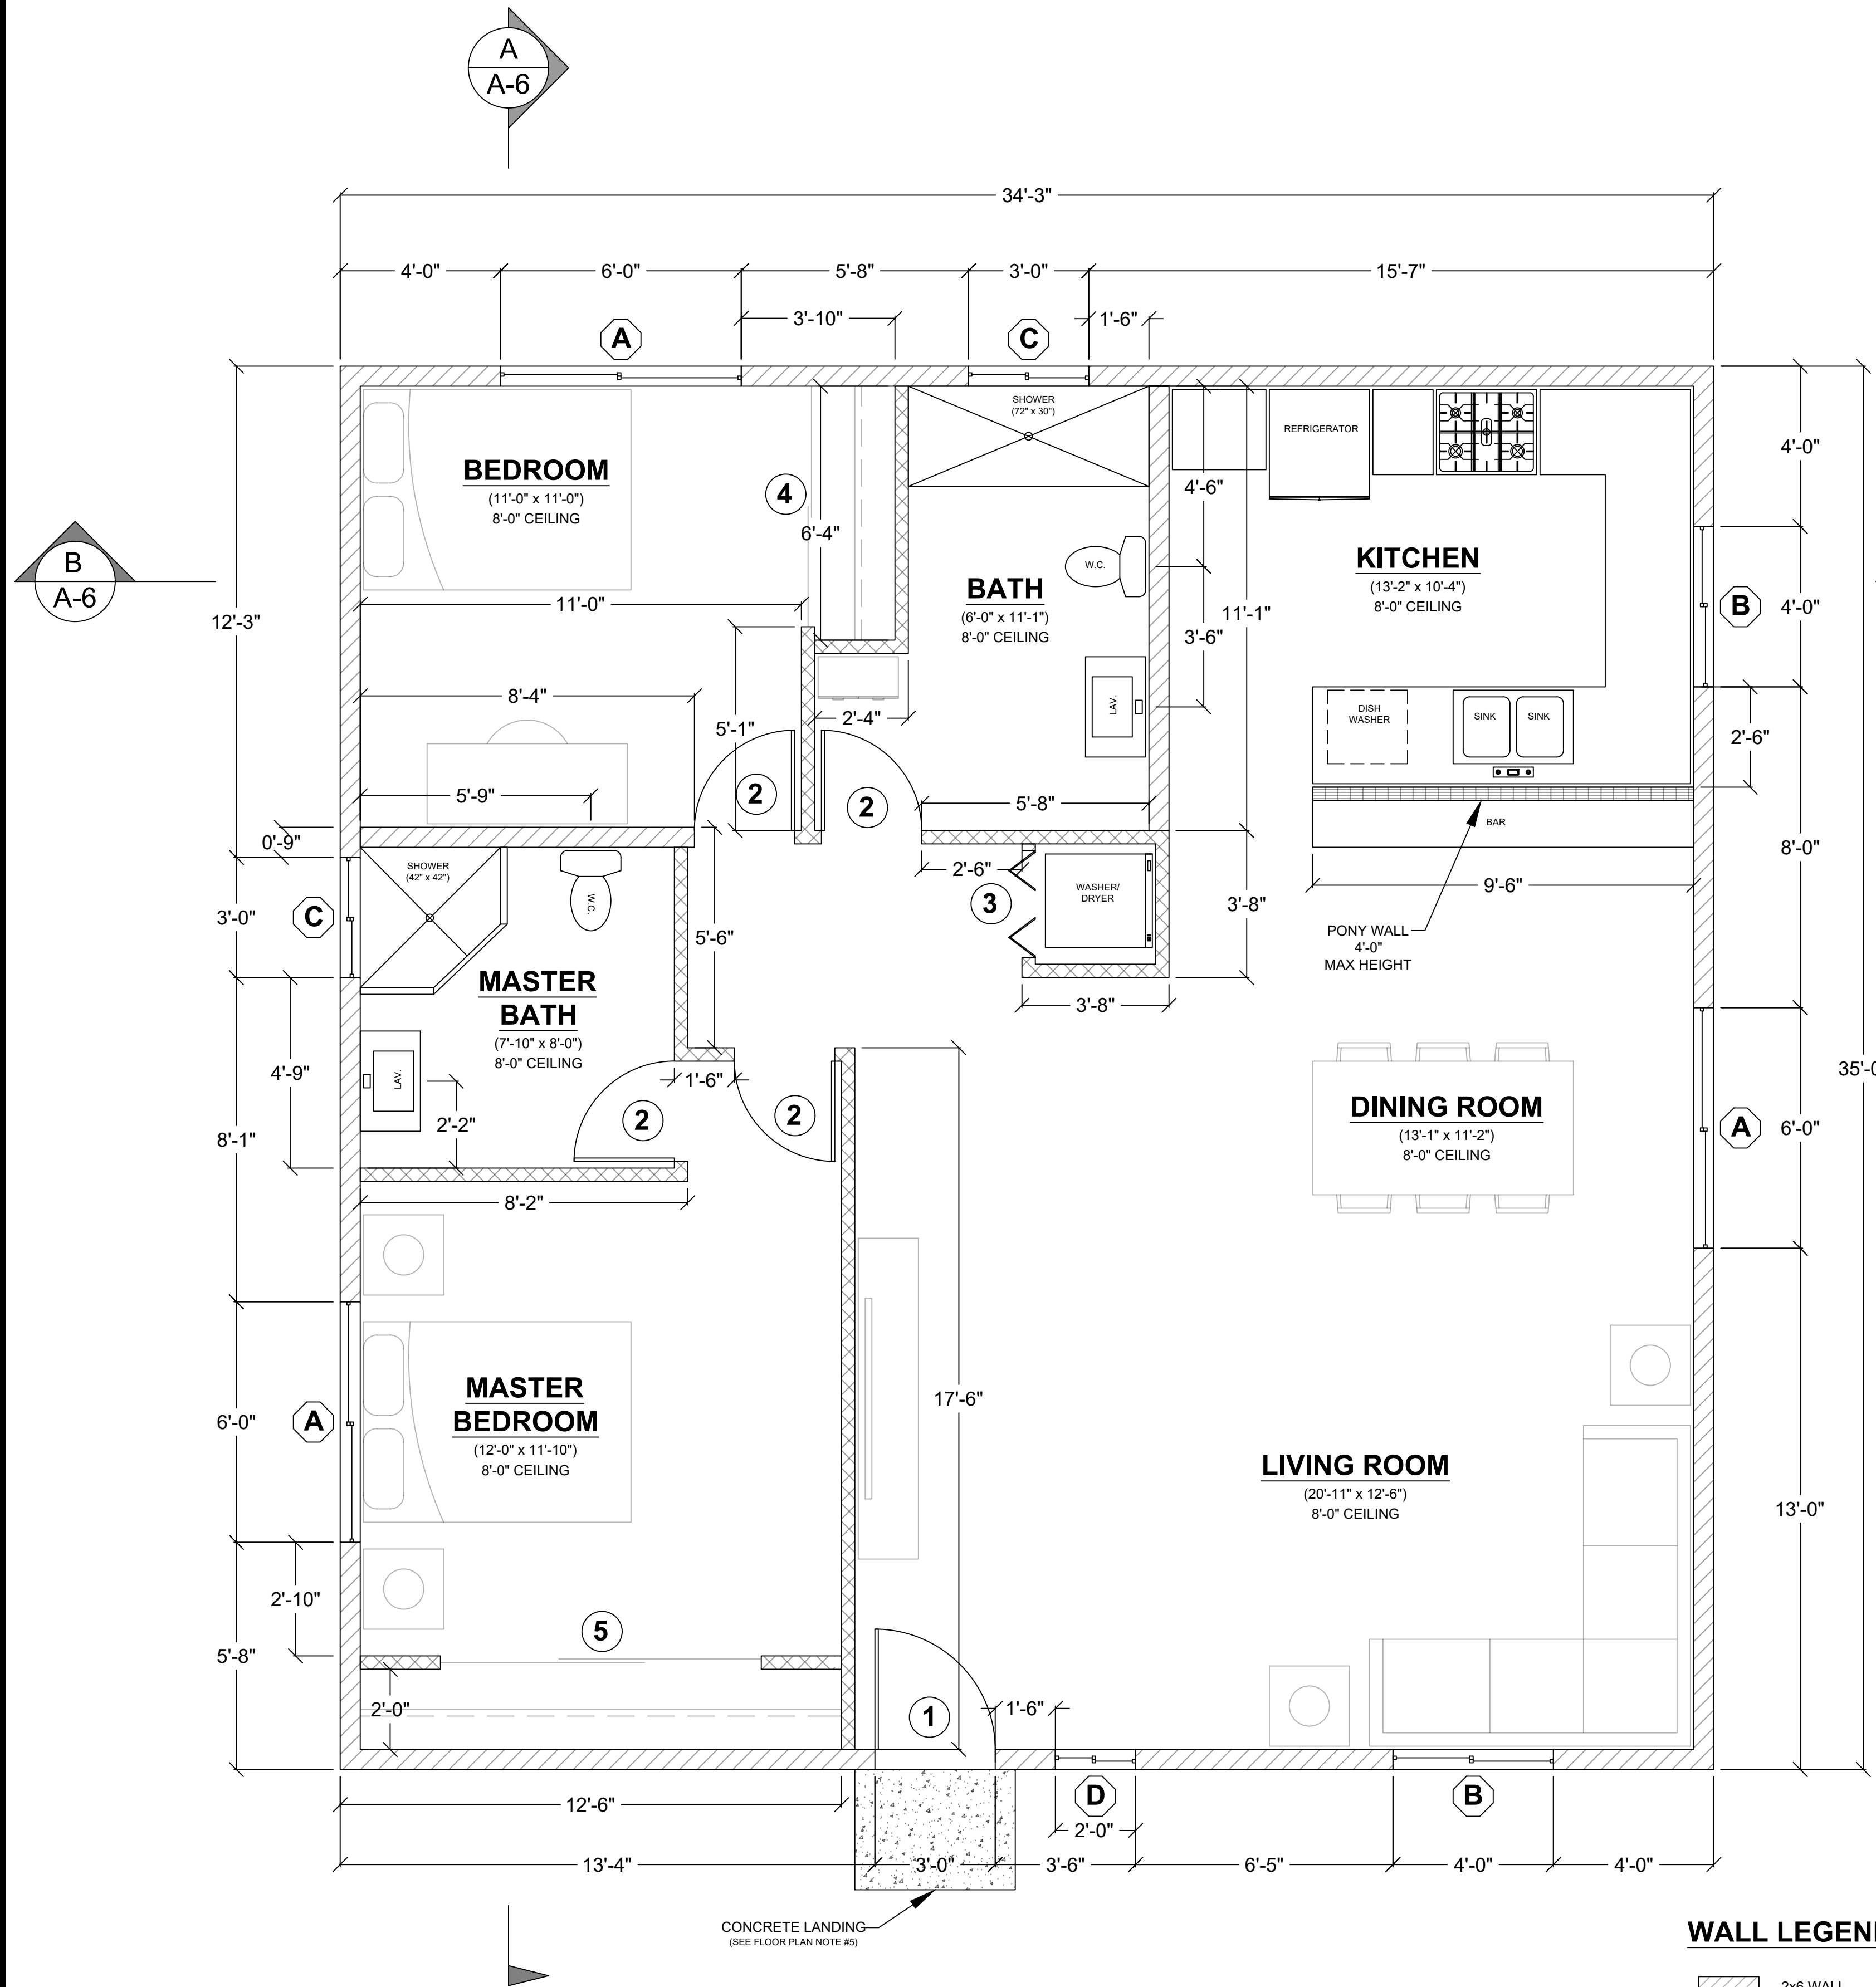 A
A-6
34'-3"
4'-0"
6'-0"
5'-8"
3'-0"
15'-7"
3'-10"
1'-6"
A
C
SHOWER
(72" x 30")
REFRIGERATOR
BEDROOM
(11'-0" x 11'-0")
8'-0" CEILING
4
6'-4"
4'-6"
4'-0"
B
A-6
12'-3"
11'-0"
BATH
(6'-0" x 11'-1")
8'-0" CEILING
W.C.
11'-1"
3'-6"
KITCHEN
(13'-2" x 10'-4")
8'-0" CEILING
B
4'-0"
8'-4"
5'-1"
2'-4"
LAV.
DISH
WASHER
SINK
SINK
2'-6"
5'-9"
2
2
5'-8"
BAR
0'-9"
8'-0"
SHOWER
(42" x 42")
W.C.
2'-6"
WASHER/
DRYER
3
3'-8"
9'-6"
3'-0"
C
5'-6"
PONY WALL
4'-0"
MAX HEIGHT
MASTER
BATH
(7'-10" x 8'-0")
8'-0" CEILING
3'-8"
4'-9"
LAV.
2'-2"
1'-6"
2
2
8'-1"
8'-2"
35'-0
DINING ROOM
(13'-1" x 11'-2")
8'-0" CEILING
A
6'-0"
17'-6"
6'-0"
A
MASTER
BEDROOM
(12'-0" x 11'-10")
8'-0" CEILING
LIVING ROOM
(20'-11" x 12'-6")
8'-0" CEILING
13'-0"
2'-10"
5'-8"
5
2'-0"
1
1'-6"
12'-6"
D
B
2'-0"
13'-4"
3'-0"
3'-6"
6'-5"
4'-0"
4'-0"
CONCRETE LANDING
(SEE FLOOR PLAN NOTE #5)
WALL LEGEN
2x6 WALL